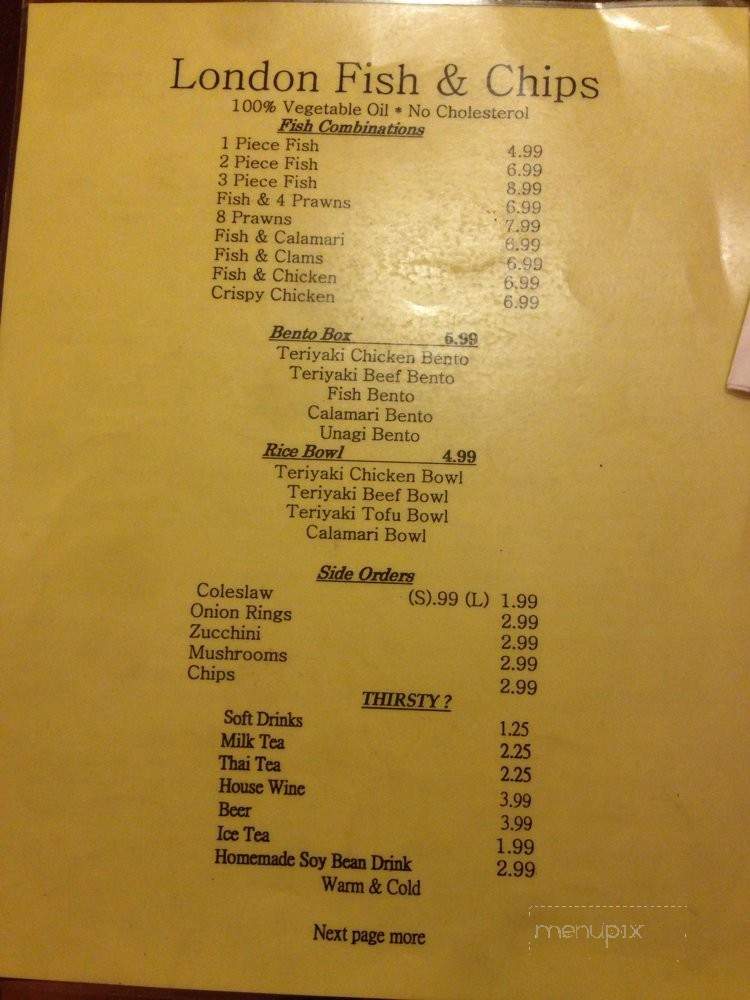 London Fish & Chips
100% Vegetable Oil * No Cholesterol
Fish Combinations
1 Piece Fish 4.99
2 Piece Fish 6.99
3 Piece Fish 8.99
Fish & 4 Prawns 6.99
8 Prawns 7.99
Fish & Calamari 6.99
Fish & Clams 6.99
Fish & Chicken 6.99
Crispy Chicken 6.99
Bento Box 6.99
Teriyaki Chicken Bento
Teriyaki Beef Bento
Fish Bento
Calamari Bento
Unagi Bento
Rice Bowl 4.99
Teriyaki Chicken Bowl
Teriyaki Beef Bowl
Teriyaki Tofu Bowl
Calamari Bowl
Side Orders
Coleslaw (S).99 (L) 1.99
Onion Rings 2.99
Zucchini 2.99
Mushrooms 2.99
Chips 2.99
THIRSTY ?
Soft Drinks 1.25
Milk Tea 2.25
Thai Tea 2.25
House Wine 3.99
Beer 3.99
Ice Tea 1.99
Homemade Soy Bean Drink 2.99
Warm & Cold
Next page more
menupix